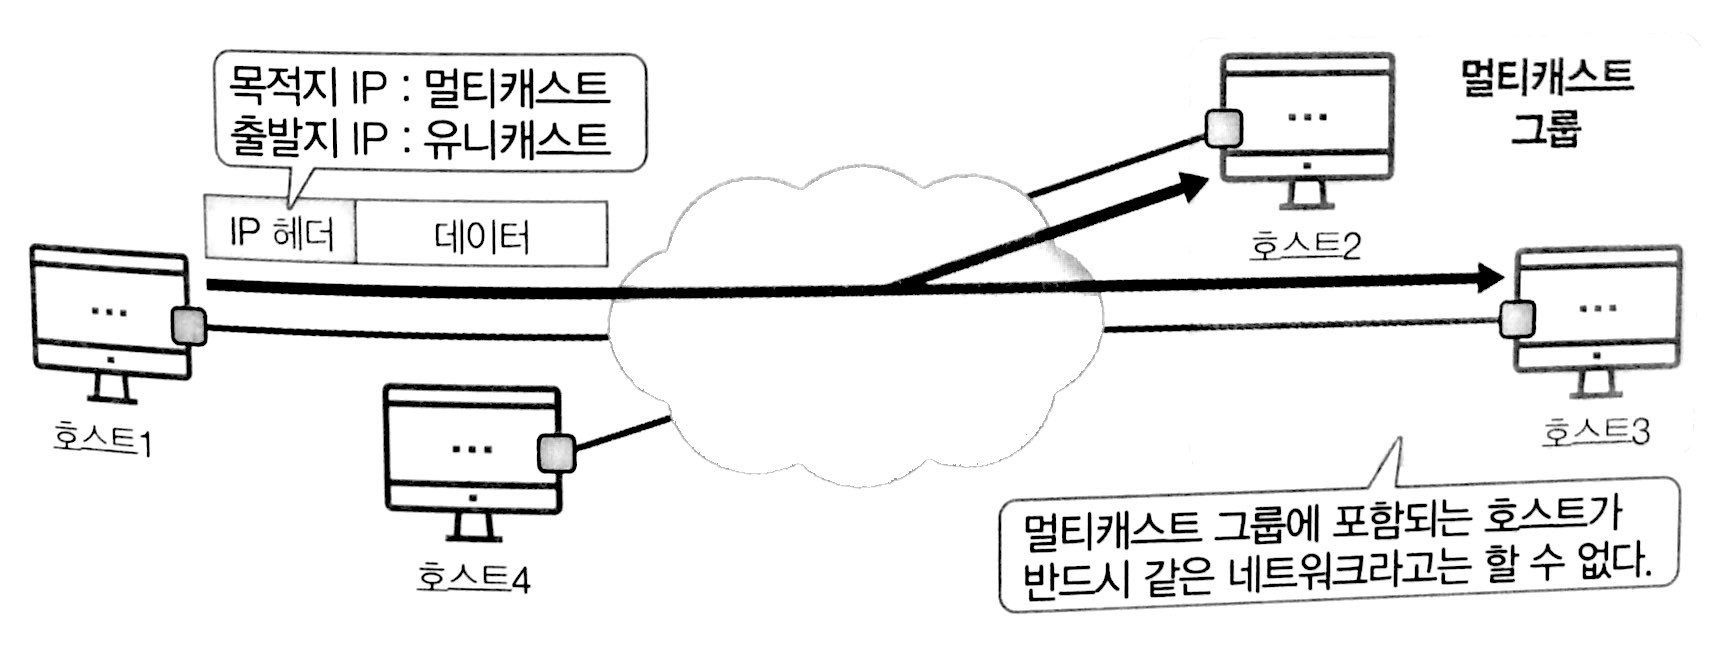 목적지 IP : 멀티캐스트
출발지 IP : 유니캐스트
IP 헤더
데이터
멀티캐스트
그룹
호스트1
호스트2
호스트3
호스트4
멀티캐스트 그룹에 포함되는 호스트가
반드시 같은 네트워크라고는 할 수 없다.